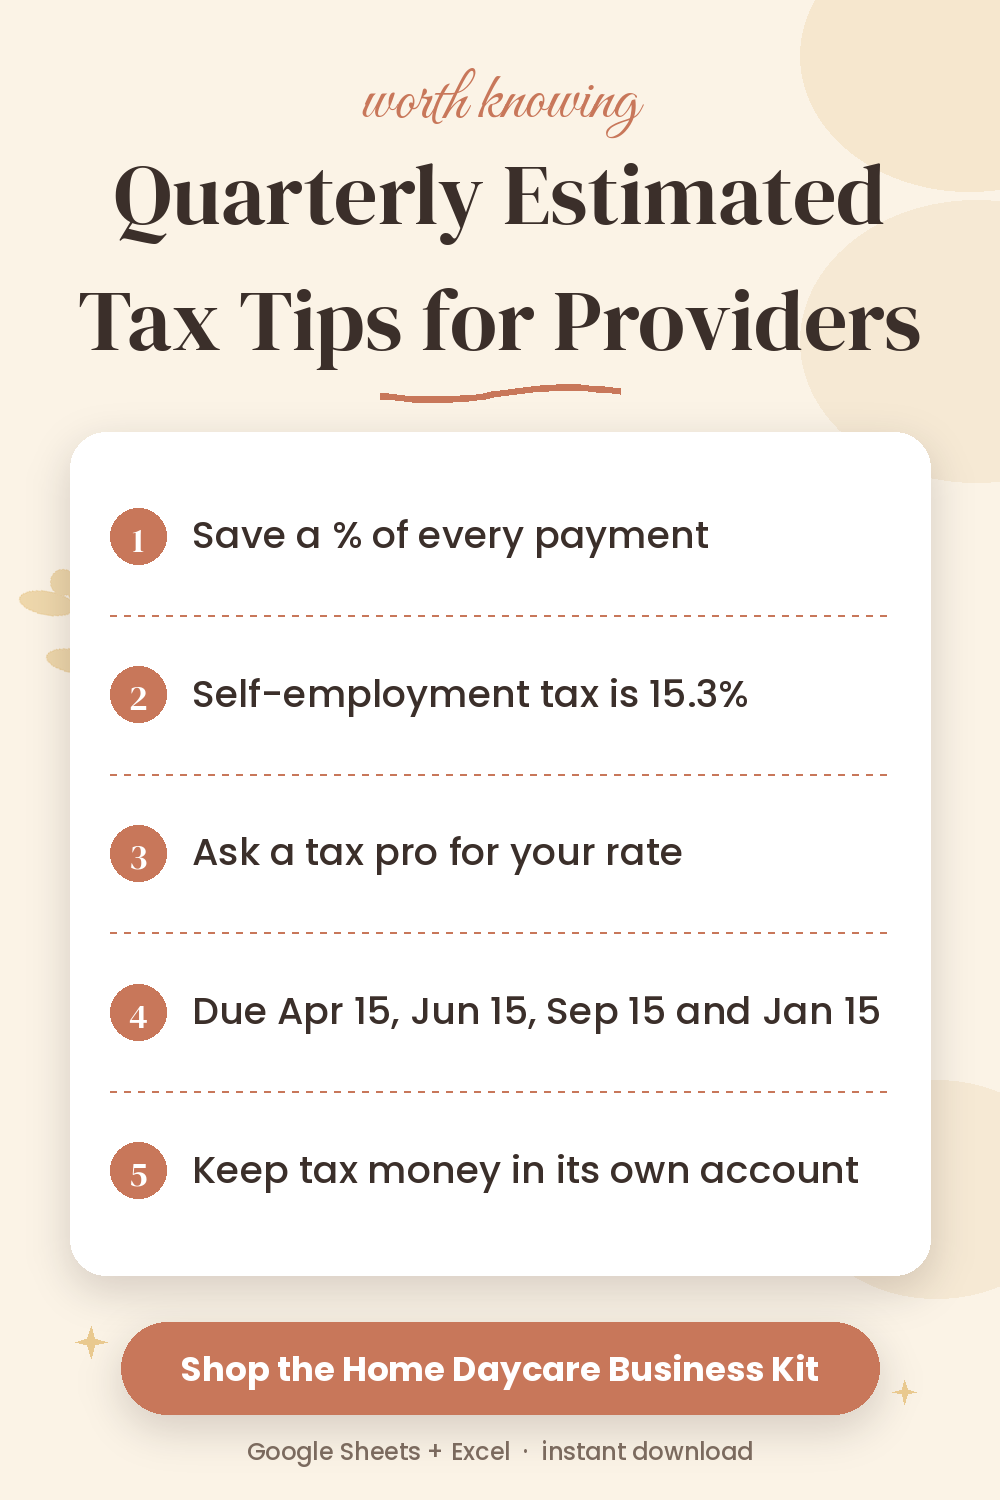 worth knowing
Quarterly Estimated
Tax Tips for Providers
1 Save a % of every payment
2 Self-employment tax is 15.3%
3 Ask a tax pro for your rate
4 Due Apr 15, Jun 15, Sep 15 and Jan 15
5 Keep tax money in its own account
Shop the Home Daycare Business Kit
Google Sheets + Excel · instant download